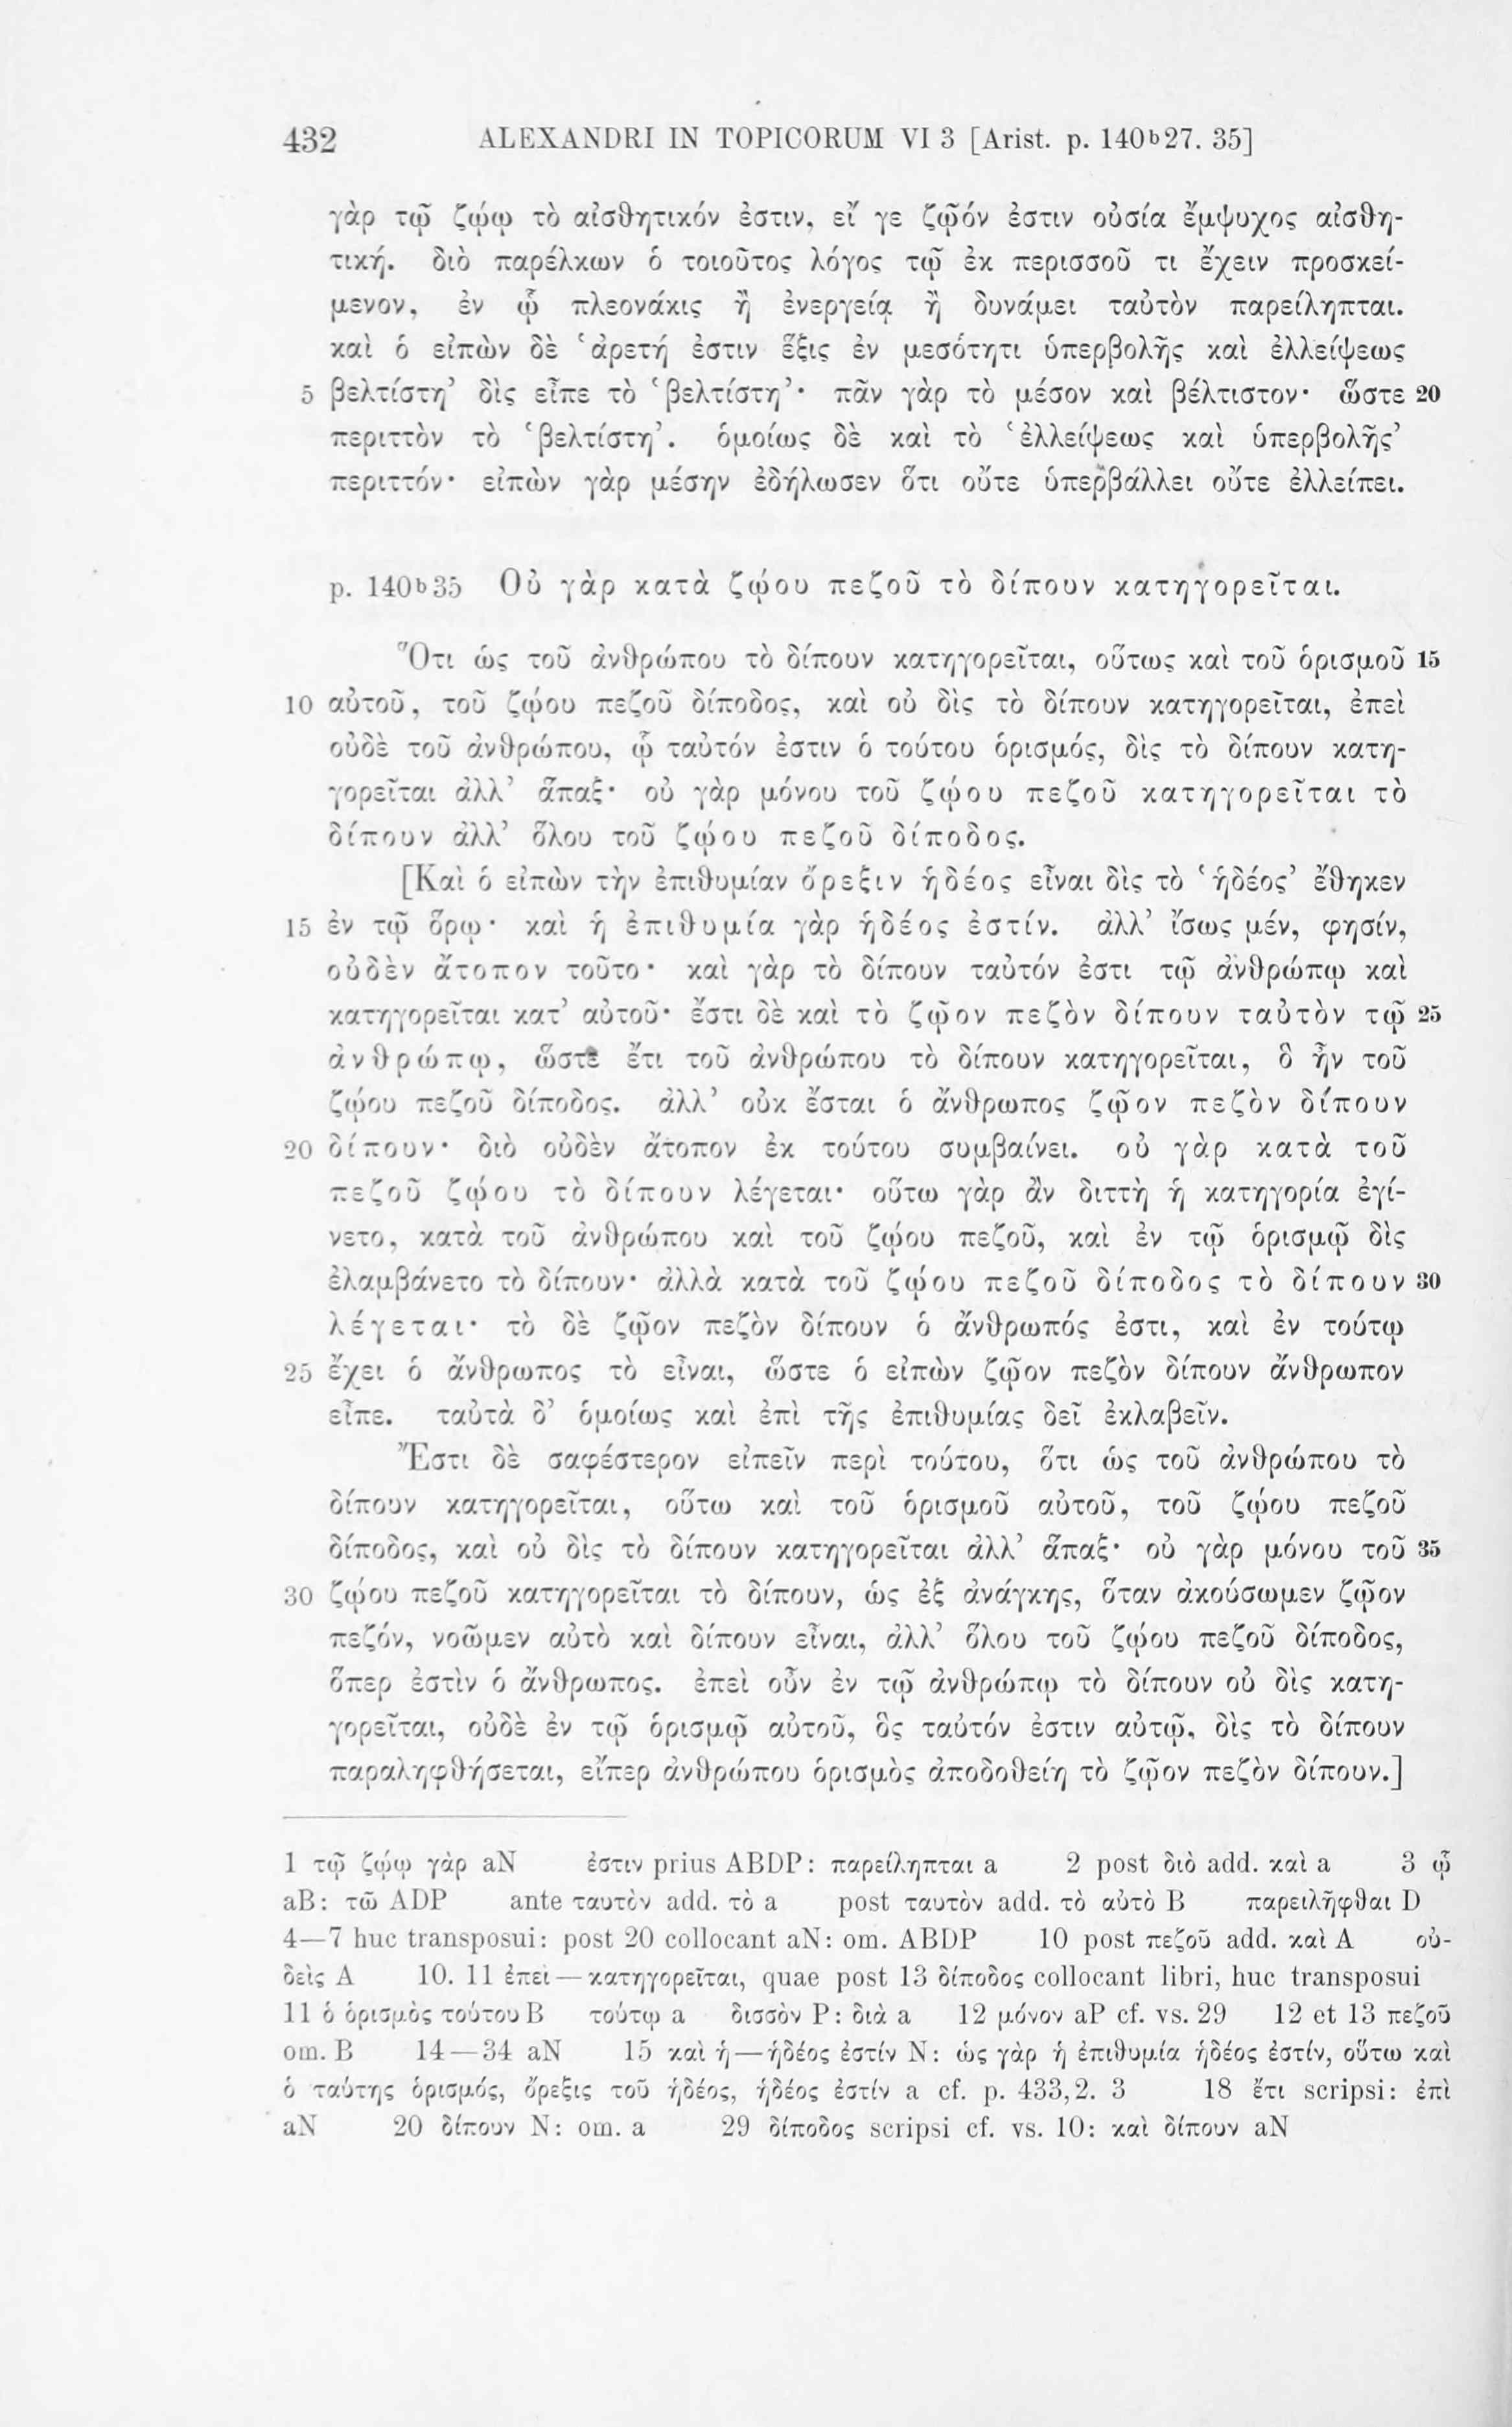 432 ALEXANDRI IN TOPICORUM VI 3 [Arist. p. 140b27. 35]
γὰρ τῷ ζῴῳ τὸ αἰσθητικόν ἐστιν, εἴ γε ζῷόν ἐστιν οὐσία ἔμψυχος αἰσθη-
τική. διὸ παρέλκων ὁ τοιοῦτος λόγος τῷ ἐκ περισσοῦ τι ἔχειν προσκεί-
μενον, ἐν ᾧ πλεονάκις ἢ ἐνεργείᾳ ἢ δυνάμει ταὐτὸν παρείληπται.
καὶ ὁ εἰπὼν δὲ ‘ἀρετή ἐστιν ἕξις ἐν μεσότητι ὑπερβολῆς καὶ ἐλλείψεως
5 βελτίστη’ δὶς εἶπε τὸ ‘βελτίστη’· πᾶν γὰρ τὸ μέσον καὶ βέλτιστον· ὥστε 20
περιττὸν τὸ ‘βελτίστη’. ὁμοίως δὲ καὶ τὸ ‘ἐλλείψεως καὶ ὑπερβολῆς’
περιττόν· εἰπὼν γὰρ μέσην ἐδήλωσεν ὅτι οὔτε ὑπερβάλλει οὔτε ἐλλείπει.
p. 140b35 Οὐ γὰρ κατὰ ζῴου πεζοῦ τὸ δίπουν κατηγορεῖται.
Ὅτι ὡς τοῦ ἀνθρώπου τὸ δίπουν κατηγορεῖται, οὕτως καὶ τοῦ ὁρισμοῦ 15
10 αὐτοῦ, τοῦ ζῴου πεζοῦ δίποδος, καὶ οὐ δὶς τὸ δίπουν κατηγορεῖται, ἐπεὶ
οὐδὲ τοῦ ἀνθρώπου, ᾧ ταὐτόν ἐστιν ὁ τούτου ὁρισμός, δὶς τὸ δίπουν κατη-
γορεῖται ἀλλ’ ἅπαξ· οὐ γὰρ μόνου τοῦ ζῴου πεζοῦ κατηγορεῖται τὸ
δίπουν ἀλλ’ ὅλου τοῦ ζῴου πεζοῦ δίποδος.
[Καὶ ὁ εἰπὼν τὴν ἐπιθυμίαν ὄρεξιν ἡδέος εἶναι δὶς τὸ ‘ἡδέος’ ἔθηκεν
15 ἐν τῷ ὅρῳ· καὶ ἡ ἐπιθυμία γὰρ ἡδέος ἐστίν. ἀλλ’ ἴσως μέν, φησίν,
οὐδὲν ἄτοπον τοῦτο· καὶ γὰρ τὸ δίπουν ταὐτόν ἐστι τῷ ἀνθρώπῳ καὶ
κατηγορεῖται κατ’ αὐτοῦ· ἔστι δὲ καὶ τὸ ζῷον πεζὸν δίπουν ταὐτὸν τῷ 25
ἀνθρώπῳ, ὥστε ἔτι τοῦ ἀνθρώπου τὸ δίπουν κατηγορεῖται, ὃ ἦν τοῦ
ζῴου πεζοῦ δίποδος. ἀλλ’ οὐκ ἔσται ὁ ἄνθρωπος ζῷον πεζὸν δίπουν
20 δίπουν· διὸ οὐδὲν ἄτοπον ἐκ τούτου συμβαίνει. οὐ γὰρ κατὰ τοῦ
πεζοῦ ζῴου τὸ δίπουν λέγεται· οὕτω γὰρ ἂν διττὴ ἡ κατηγορία ἐγί-
νετο, κατὰ τοῦ ἀνθρώπου καὶ τοῦ ζῴου πεζοῦ, καὶ ἐν τῷ ὁρισμῷ δὶς
ἐλαμβάνετο τὸ δίπουν· ἀλλὰ κατὰ τοῦ ζῴου πεζοῦ δίποδος τὸ δίπουν 30
λέγεται· τὸ δὲ ζῷον πεζὸν δίπουν ὁ ἄνθρωπός ἐστι, καὶ ἐν τούτῳ
25 ἔχει ὁ ἄνθρωπος τὸ εἶναι, ὥστε ὁ εἰπὼν ζῷον πεζὸν δίπουν ἄνθρωπον
εἶπε. ταὐτὰ δ’ ὁμοίως καὶ ἐπὶ τῆς ἐπιθυμίας δεῖ ἐκλαβεῖν.
Ἔστι δὲ σαφέστερον εἰπεῖν περὶ τούτου, ὅτι ὡς τοῦ ἀνθρώπου τὸ
δίπουν κατηγορεῖται, οὕτω καὶ τοῦ ὁρισμοῦ αὐτοῦ, τοῦ ζῴου πεζοῦ
δίποδος, καὶ οὐ δὶς τὸ δίπουν κατηγορεῖται ἀλλ’ ἅπαξ· οὐ γὰρ μόνου τοῦ 35
30 ζῴου πεζοῦ κατηγορεῖται τὸ δίπουν, ὡς ἐξ ἀνάγκης, ὅταν ἀκούσωμεν ζῷον
πεζόν, νοῶμεν αὐτὸ καὶ δίπουν εἶναι, ἀλλ’ ὅλου τοῦ ζῴου πεζοῦ δίποδος,
ὅπερ ἐστὶν ὁ ἄνθρωπος. ἐπεὶ οὖν ἐν τῷ ἀνθρώπῳ τὸ δίπουν οὐ δὶς κατη-
γορεῖται, οὐδὲ ἐν τῷ ὁρισμῷ αὐτοῦ, ὃς ταὐτόν ἐστιν αὐτῷ, δὶς τὸ δίπουν
παραληφθήσεται, εἴπερ ἀνθρώπου ὁρισμὸς ἀποδοθείη τὸ ζῷον πεζὸν δίπουν.]
1 τῷ ζῴῳ γὰρ aN ἐστιν prius ABDP: παρείληπται a 2 post διὸ add. καὶ a 3 ᾧ
aB: τῶ ADP ante ταυτὸν add. τὸ a post ταυτὸν add. τὸ αὐτὸ B παρειλῆφθαι D
4—7 huc transposui: post 20 collocant aN: om. ABDP 10 post πεζοῦ add. καὶ A οὐ-
δεὶς A 10. 11 ἐπεὶ—κατηγορεῖται, quae post 13 δίποδος collocant libri, huc transposui
11 ὁ ὁρισμὸς τούτου B τούτῳ a δισσὸν P: διὰ a 12 μόνον aP cf. vs. 29 12 et 13 πεζοῦ
om. B 14—34 aN 15 καὶ ἡ—ἡδέος ἐστίν N: ὡς γὰρ ἡ ἐπιθυμία ἡδέος ἐστίν, οὕτω καὶ
ὁ ταύτης ὁρισμός, ὄρεξις τοῦ ἡδέος, ἡδέος ἐστίν a cf. p. 433,2. 3 18 ἔτι scripsi: ἐπὶ
aN 20 δίπουν N: om. a 29 δίποδος scripsi cf. vs. 10: καὶ δίπουν aN